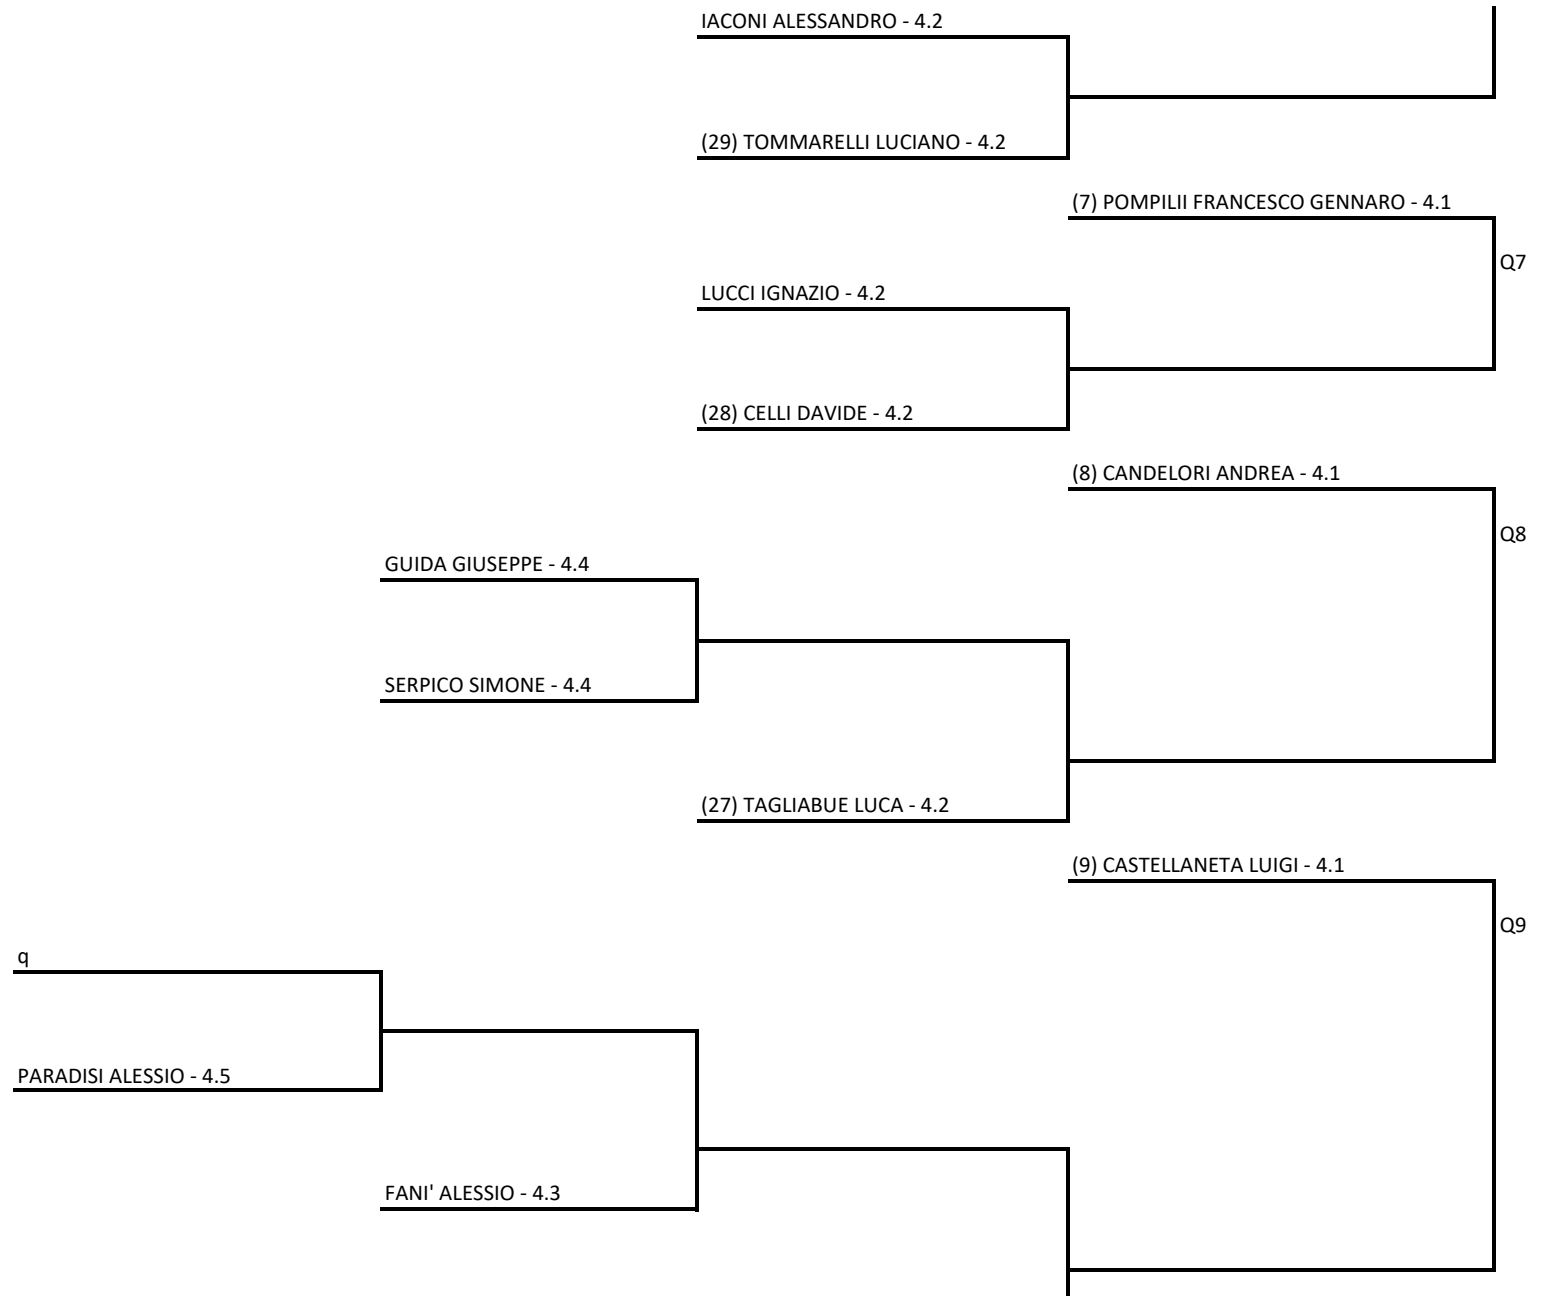 IACONI ALESSANDRO - 4.2
(29) TOMMARELLI LUCIANO - 4.2
(7) POMPILII FRANCESCO GENNARO - 4.1
Q7
LUCCI IGNAZIO - 4.2
(28) CELLI DAVIDE - 4.2
(8) CANDELORI ANDREA - 4.1
Q8
GUIDA GIUSEPPE - 4.4
SERPICO SIMONE - 4.4
(27) TAGLIABUE LUCA - 4.2
(9) CASTELLANETA LUIGI - 4.1
Q9
q
PARADISI ALESSIO - 4.5
FANI' ALESSIO - 4.3